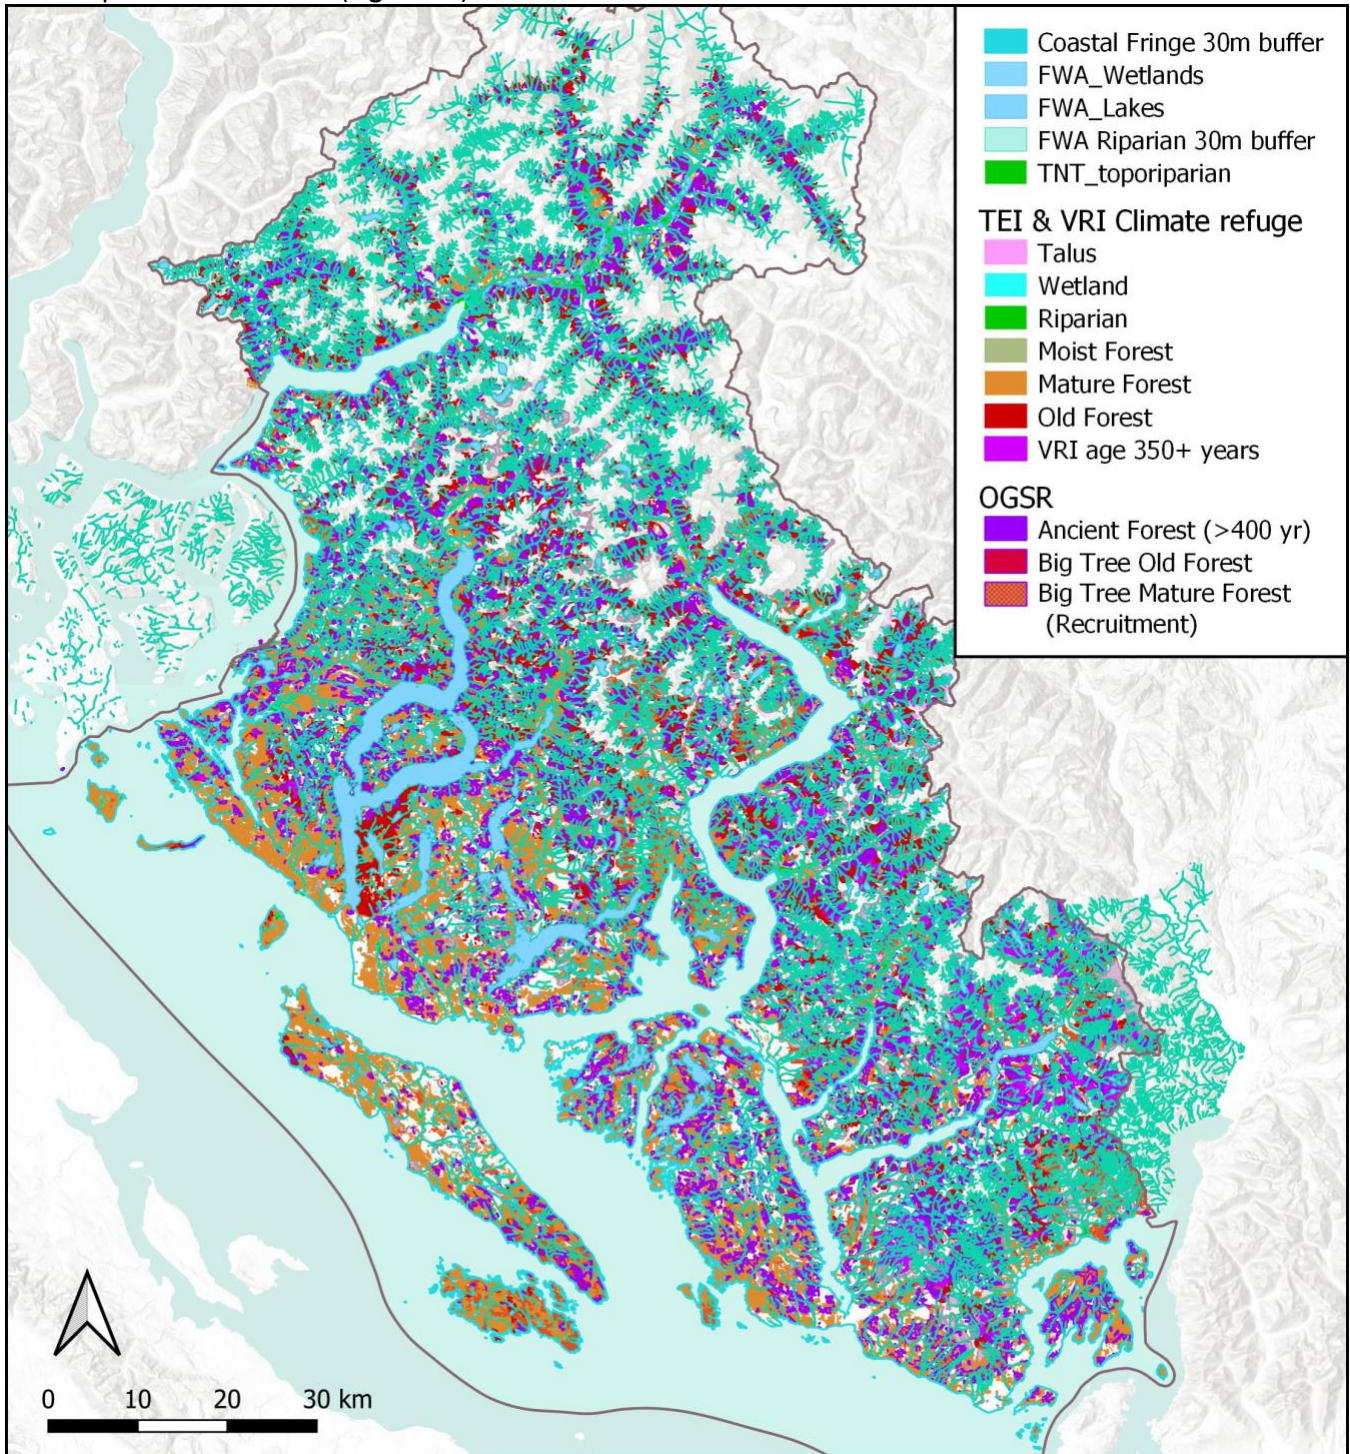 Coastal Fringe 30m buffer
FWA_Wetlands
FWA_Lakes
FWA Riparian 30m buffer
TNT_toporiparian
TEI & VRI Climate refuge
Talus
Wetland
Riparian
Moist Forest
Mature Forest
Old Forest
VRI age 350+ years
OGSR
Ancient Forest (>400 yr)
Big Tree Old Forest
Big Tree Mature Forest
(Recruitment)
0 10 20 30 km